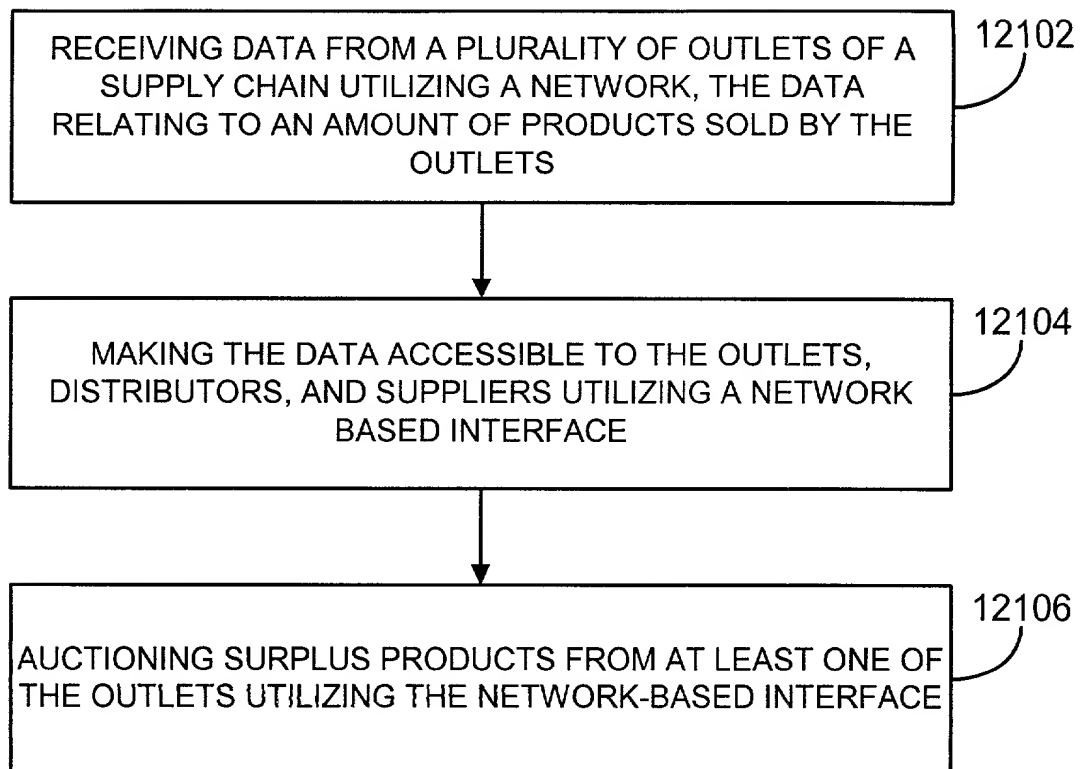 RECEIVING DATA FROM A PLURALITY OF OUTLETS OF A
SUPPLY CHAIN UTILIZING A NETWORK, THE DATA
RELATING TO AN AMOUNT OF PRODUCTS SOLD BY THE
OUTLETS
12102
MAKING THE DATA ACCESSIBLE TO THE OUTLETS,
DISTRIBUTORS, AND SUPPLIERS UTILIZING A NETWORK
BASED INTERFACE
12104
AUCTIONING SURPLUS PRODUCTS FROM AT LEAST ONE OF
THE OUTLETS UTILIZING THE NETWORK-BASED INTERFACE
12106